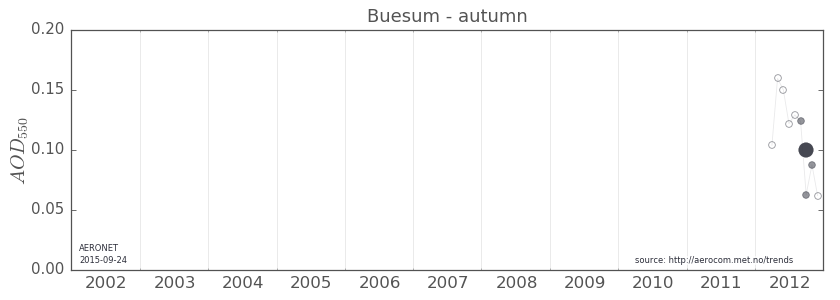 Buesum - autumn
0.20
0.15
0.10
0.05
0.00
AOD550
AERONET
2015-09-24
source: http://aerocom.met.no/trends
2002 2003 2004 2005 2006 2007 2008 2009 2010 2011 2012